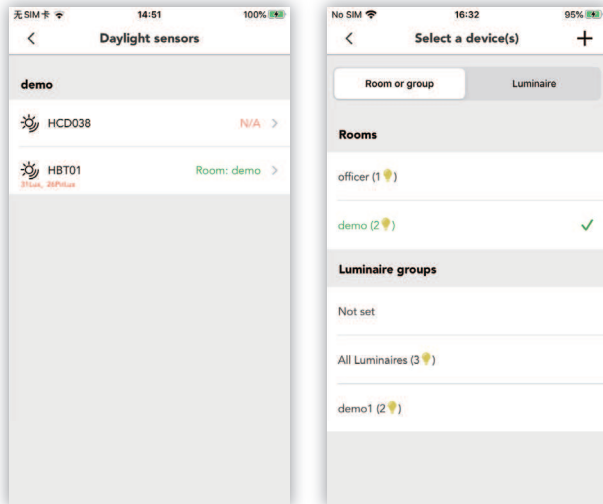 无SIM卡 14:51 100%
Daylight sensors
demo
HCD038 N/A
HBT01 Room: demo
31Lux, 26PirLux
No SIM 16:32 95%
Select a device(s)
Room or group Luminaire
Rooms
officer (1)
demo (2)
Luminaire groups
Not set
All Luminaires (3)
demo1 (2)